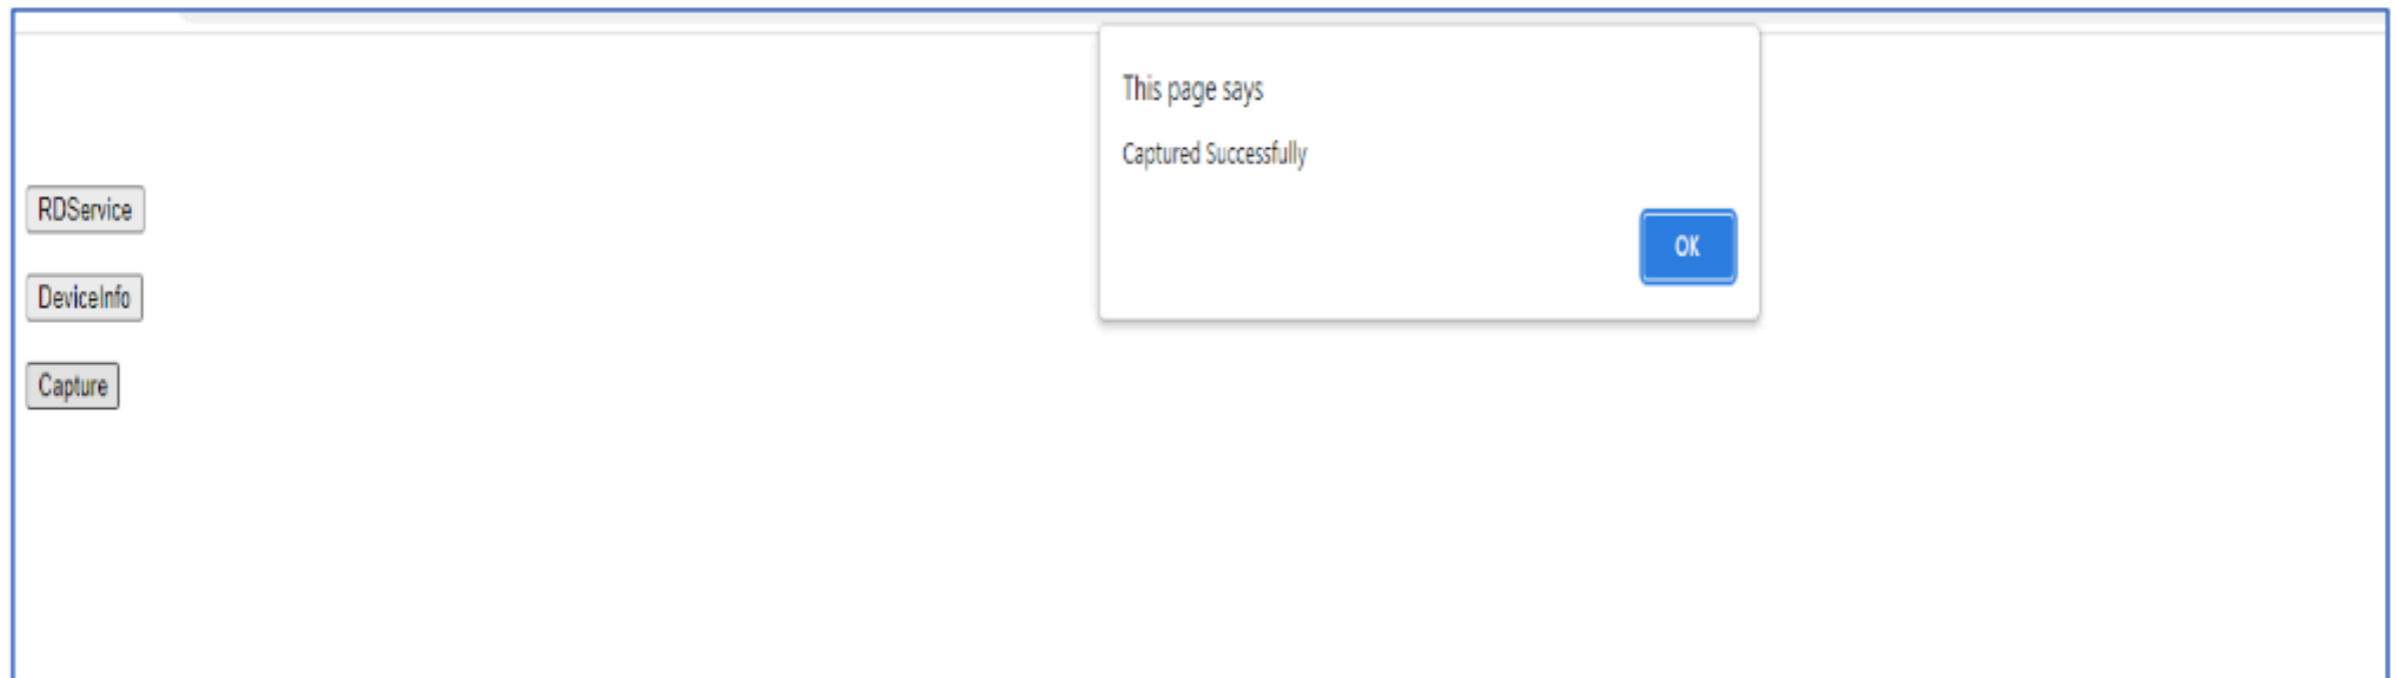 This page says
Captured Successfully
OK
RDService
DeviceInfo
Capture